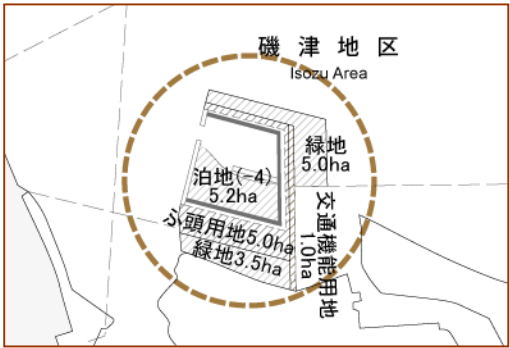 磯津地区
Isozu Area
緑地
5.0ha
泊地(-4)
5.2ha
交通機能用地
1.0ha
ふ頭用地5.0ha
緑地3.5ha